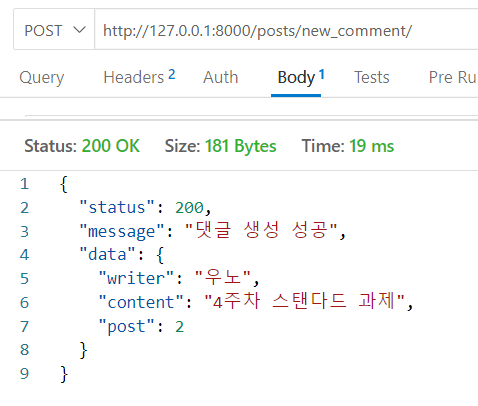 POST http://127.0.0.1:8000/posts/new_comment/
Query Headers 2 Auth Body 1 Tests Pre Ru
Status: 200 OK Size: 181 Bytes Time: 19 ms
1 {
2 "status": 200,
3 "message": "댓글 생성 성공",
4 "data": {
5 "writer": "우노",
6 "content": "4주차 스탠다드 과제",
7 "post": 2
8 }
9 }